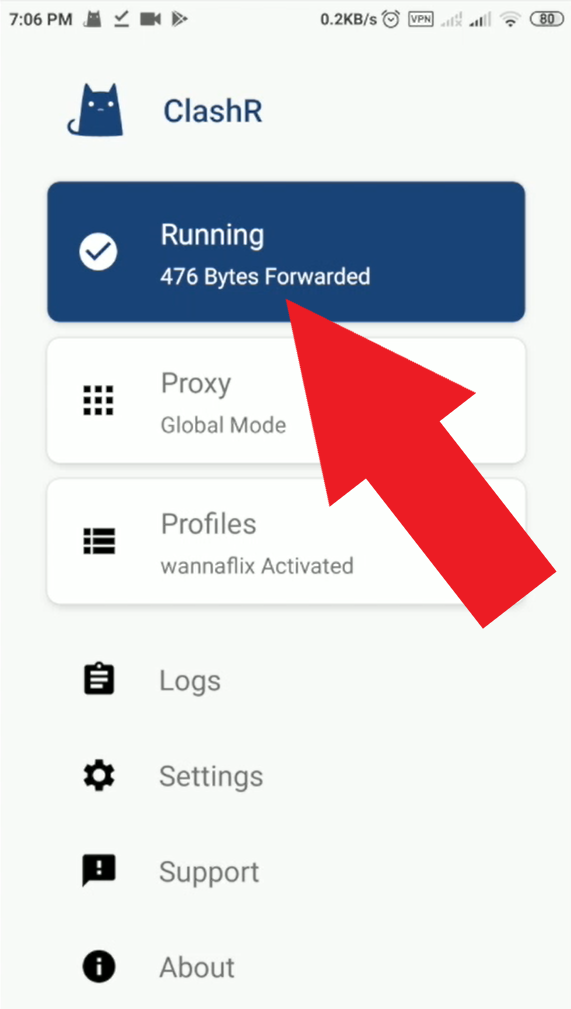 7:06 PM 0.2KB/s VPN 80
ClashR
Running
476 Bytes Forwarded
Proxy
Global Mode
Profiles
wannaflix Activated
Logs
Settings
Support
About